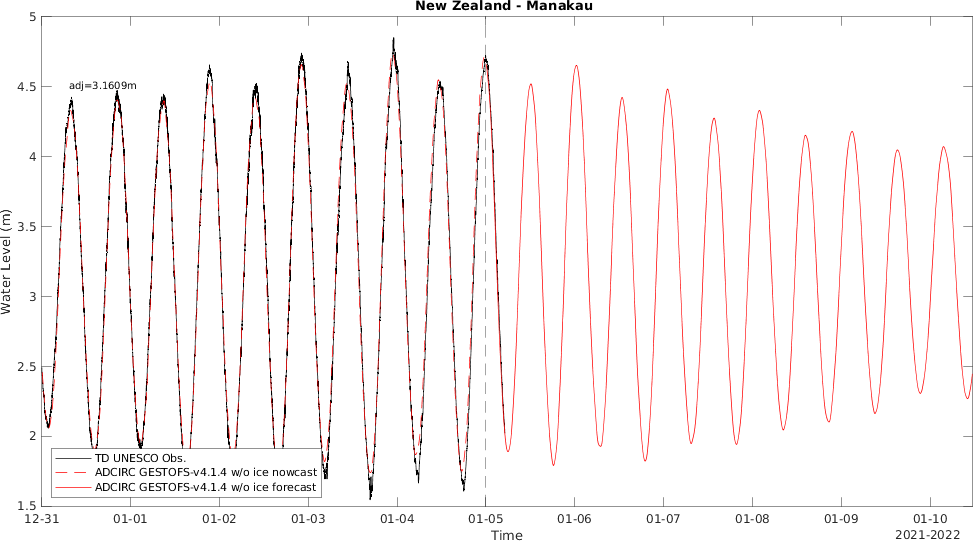 New Zealand - Manakau
5
4.5
4
3.5
3
2.5
2
1.5
Water Level (m)
adj=3.1609m
TD UNESCO Obs.
ADCIRC GESTOFS-v4.1.4 w/o ice nowcast
ADCIRC GESTOFS-v4.1.4 w/o ice forecast
12-31 01-01 01-02 01-03 01-04 01-05 01-06 01-07 01-08 01-09 01-10
Time
2021-2022